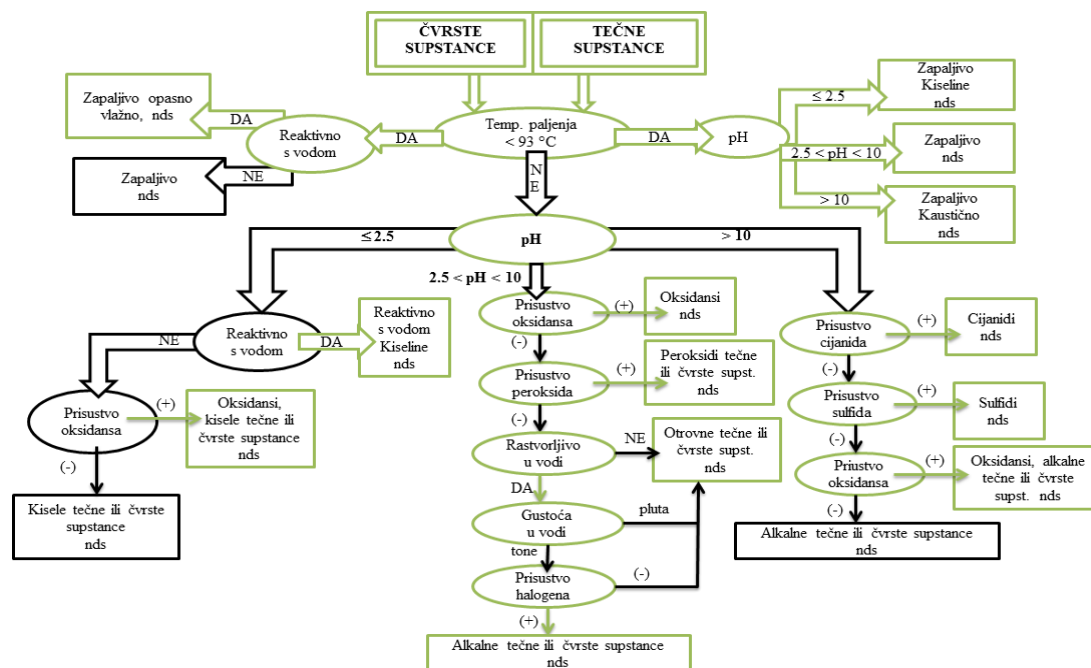 ČVRSTE
SUPSTANCE
TEČNE
SUPSTANCE
Zapaljivo opasno
vlažno, nds
DA
Reaktivno
s vodom
DA
Temp. paljenja
< 93 °C
DA
pH
≤ 2.5
Zapaljivo
Kiseline
nds
2.5 < pH < 10
Zapaljivo
nds
> 10
Zapaljivo
Kaustično
nds
NE
Zapaljivo
nds
N
E
pH
≤ 2.5
2.5 < pH < 10
> 10
Reaktivno
s vodom
DA
Reaktivno
s vodom
Kiseline
nds
NE
Prisustvo
oksidansa
(+)
Oksidansi,
kisele tečne ili
čvrste supstance
nds
(-)
Kisele tečne ili čvrste
supstance
nds
Prisustvo
oksidansa
(+)
Oksidansi
nds
(-)
Prisustvo
peroksida
(+)
Peroksidi tečne
ili čvrste supst.
nds
(-)
Rastvorljivo
u vodi
NE
Otrovne tečne ili
čvrste supst.
nds
DA
Gustoća
u vodi
pluta
tone
Prisustvo
halogena
(-)
(+)
Alkalne tečne ili čvrste supstance
nds
Prisustvo
cijanida
(+)
Cijanidi
nds
(-)
Prisustvo
sulfida
(+)
Sulfidi
nds
(-)
Priustvo
oksidansa
(+)
Oksidansi, alkalne
tečne ili čvrste
supst. nds
(-)
Alkalne tečne ili čvrste supstance
nds